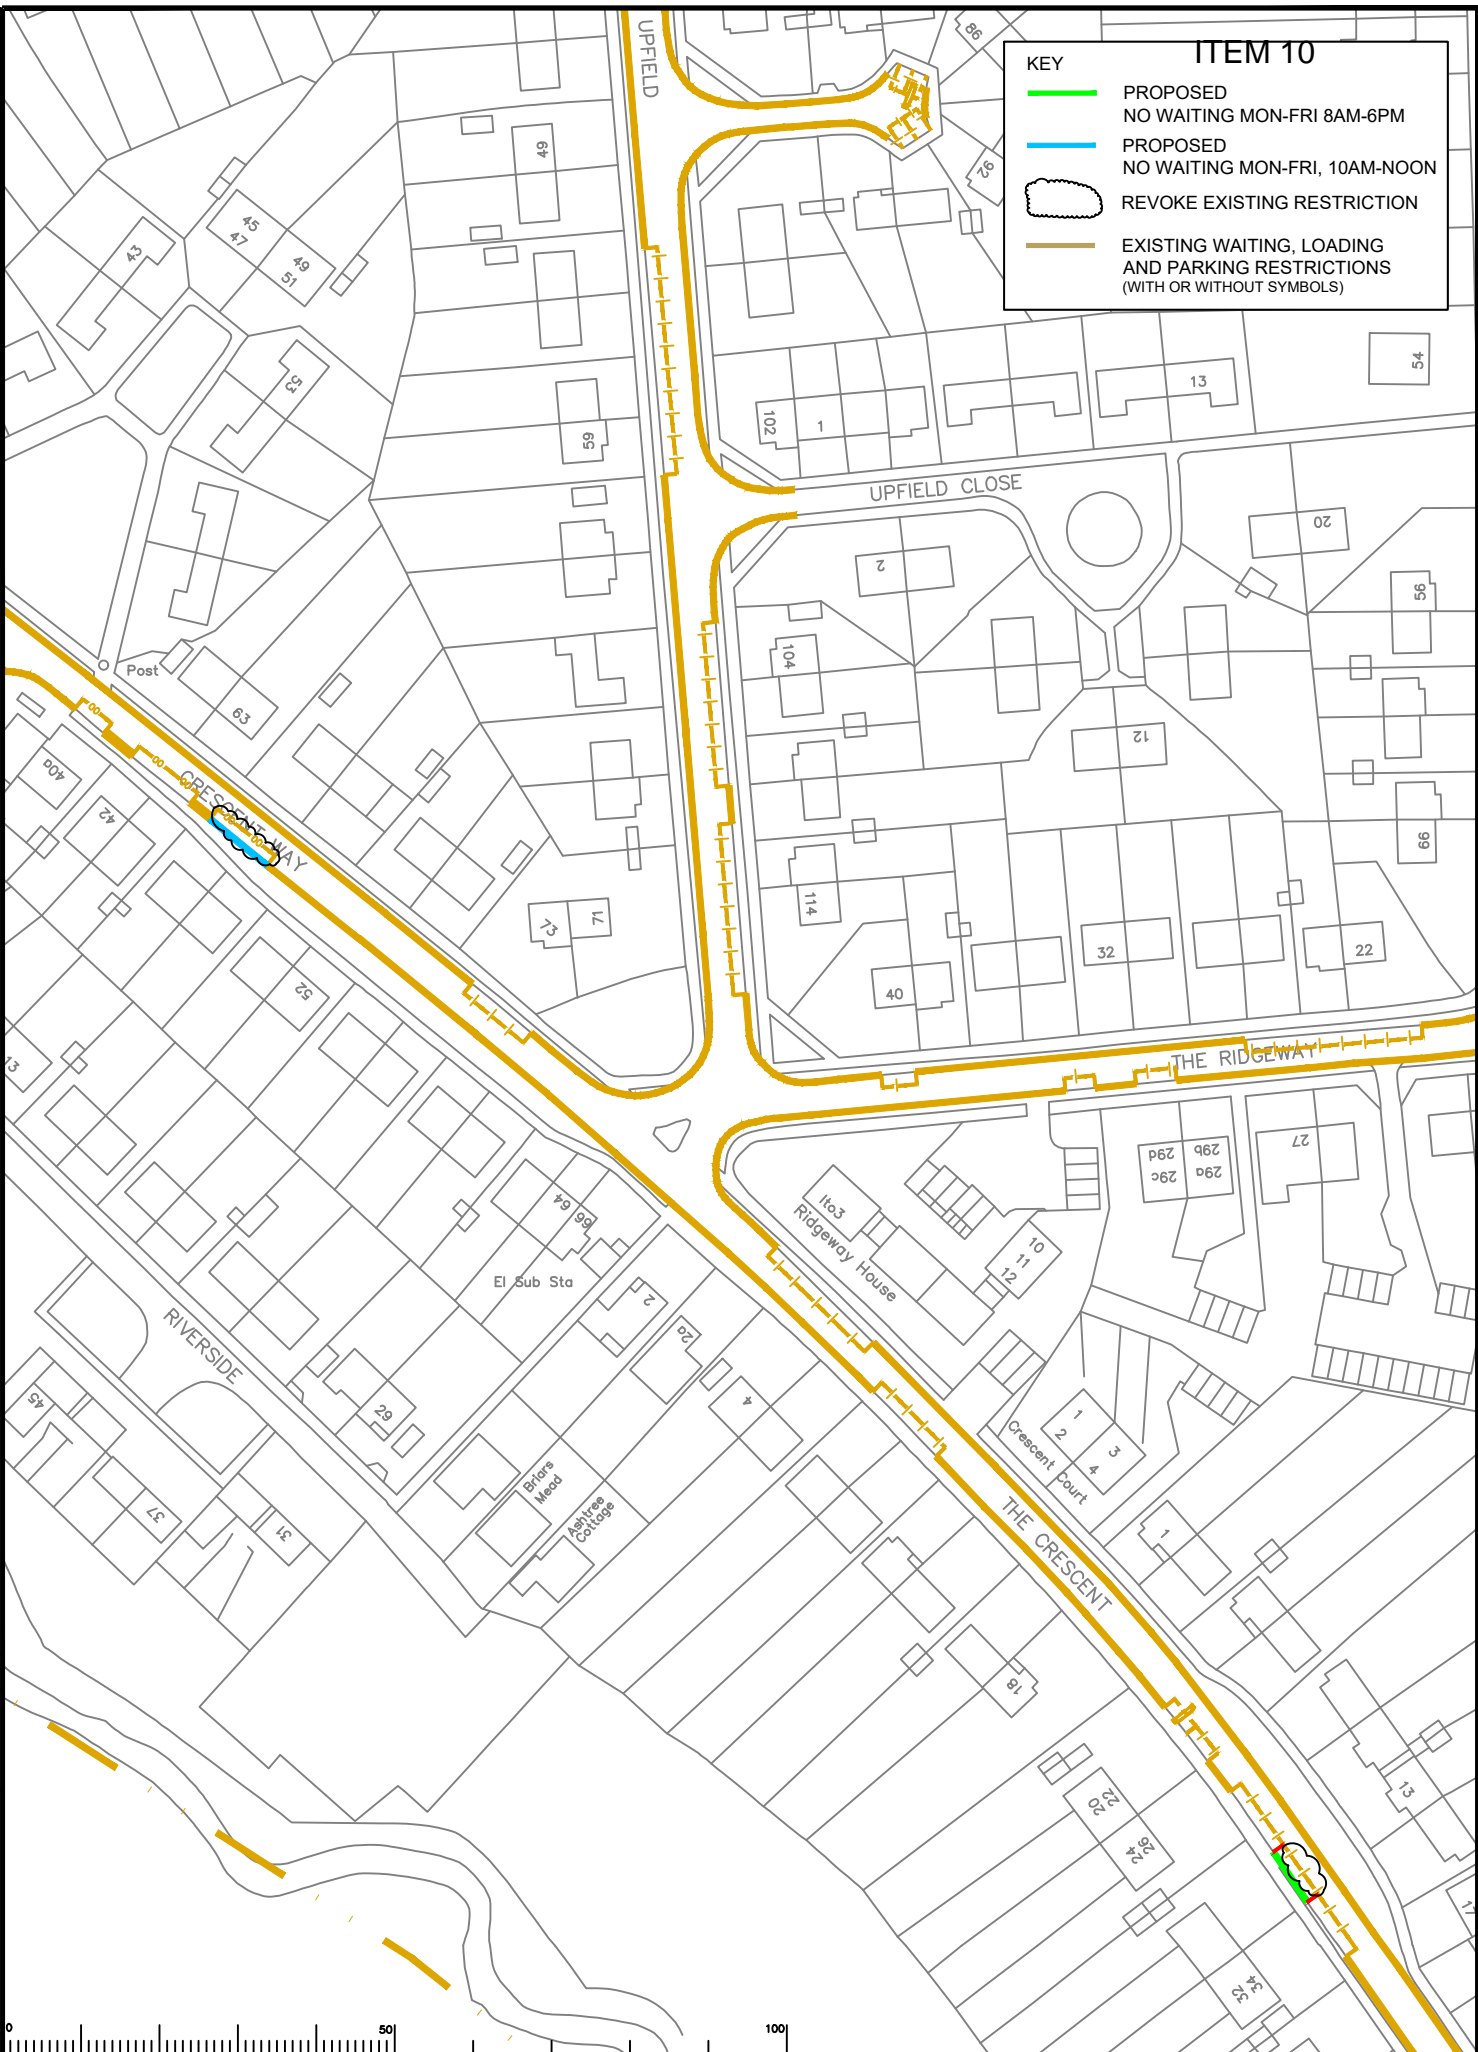 ITEM 10
KEY
PROPOSED
NO WAITING MON-FRI 8AM-6PM
PROPOSED
NO WAITING MON-FRI, 10AM-NOON
REVOKE EXISTING RESTRICTION
EXISTING WAITING, LOADING
AND PARKING RESTRICTIONS
(WITH OR WITHOUT SYMBOLS)
UPFIELD
86
92
49
45
47
49
51
43
53
59
54
13
102
1
UPFIELD CLOSE
20
2
56
104
Post
63
12
40a
42
CRESCENT WAY
66
114
73
71
32
22
40
52
13
THE RIDGEWAY
29d
29b
29c
29a
27
1to3
Ridgeway House
10
11
12
64
66
El Sub Sta
2
2a
4
RIVERSIDE
45
29
37
31
Briars
Mead
Ashtree
Cottage
1
2
3
4
Crescent Court
1
THE CRESCENT
18
13
22
20
26
24
17
34
32
0
50
100